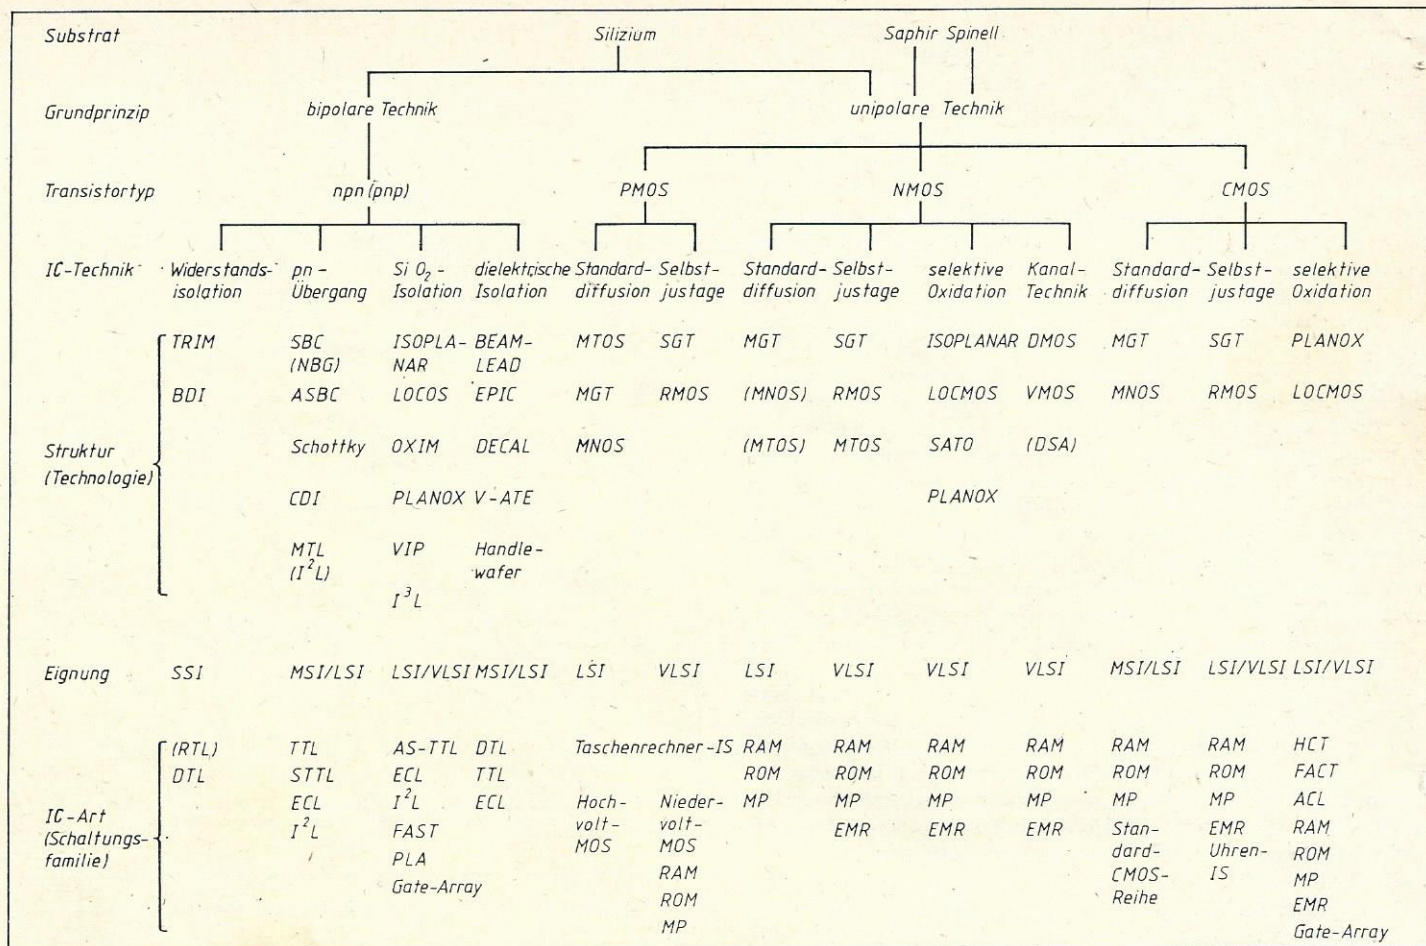 Substrat Silizium Saphir Spinell
Grundprinzip bipolare Technik unipolare Technik
Transistortyp npn (pnp) PMOS NMOS CMOS
IC-Technik Widerstands- pn- Si O₂- dielektrische Standard- Selbst- Standard- Selbst- selektive Kanal- Standard- Selbst- selektive
isolation Übergang Isolation Isolation diffusion justage diffusion justage Oxidation Technik diffusion justage Oxidation
TRIM SBC ISOPLA- BEAM- MTOS SGT MGT SGT ISOPLANAR DMOS MGT SGT PLANOX
(NBG) NAR LEAD
BDI ASBC LOCOS EPIC MGT RMOS (MNOS) RMOS LOCMOS VMOS MNOS RMOS LOCMOS
Struktur Schottky OXIM DECAL MNOS (MTOS) MTOS SATO (DSA)
(Technologie)
CDI PLANOX V-ATE PLANOX
MTL VIP Handle-
(I²L) wafer
I³L
Eignung SSI MSI/LSI LSI/VLSI MSI/LSI LSI VLSI LSI VLSI VLSI VLSI MSI/LSI LSI/VLSI LSI/VLSI
(RTL) TTL AS-TTL DTL Taschenrechner-IS RAM RAM RAM RAM RAM RAM HCT
DTL STTL ECL TTL ROM ROM ROM ROM ROM ROM FACT
ECL I²L ECL Hoch- Nieder- MP MP MP MP MP MP ACL
IC-Art I²L FAST volt- volt- EMR EMR EMR Stan- EMR RAM
(Schaltungs- PLA MOS MOS dard- Uhren- ROM
familie) Gate-Array RAM CMOS- IS MP
ROM Reihe EMR
MP Gate-Array